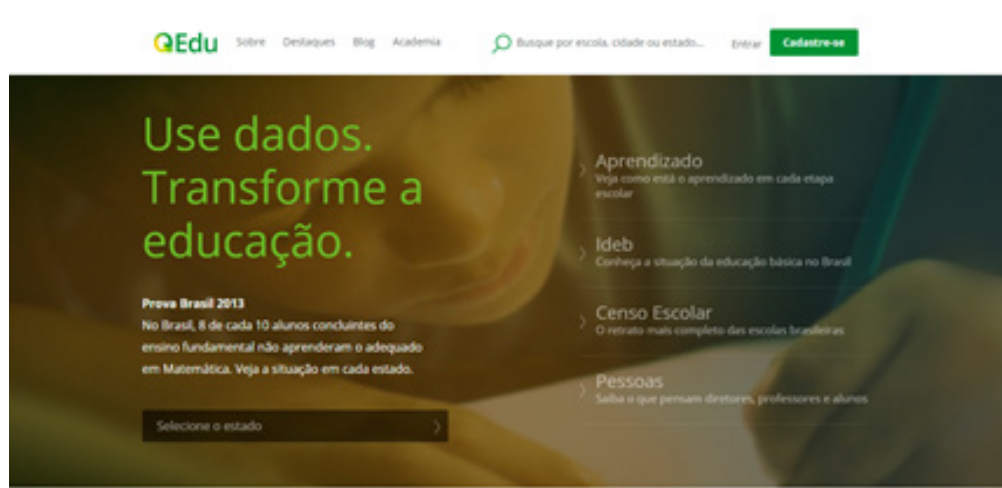 QEdu Sobre Destaques Blog Academia Busque por escola, cidade ou estado... Entrar Cadastre-se
Use dados.
Transforme a
educação.
Prova Brasil 2013
No Brasil, 8 de cada 10 alunos concluintes do
ensino fundamental não aprenderam o adequado
em Matemática. Veja a situação em cada estado.
Selecione o estado
Aprendizado
Veja como está o aprendizado em cada etapa
escolar
Ideb
Conheça a situação da educação básica no Brasil
Censo Escolar
O retrato mais completo das escolas brasileiras
Pessoas
Saiba o que pensam diretores, professores e alunos